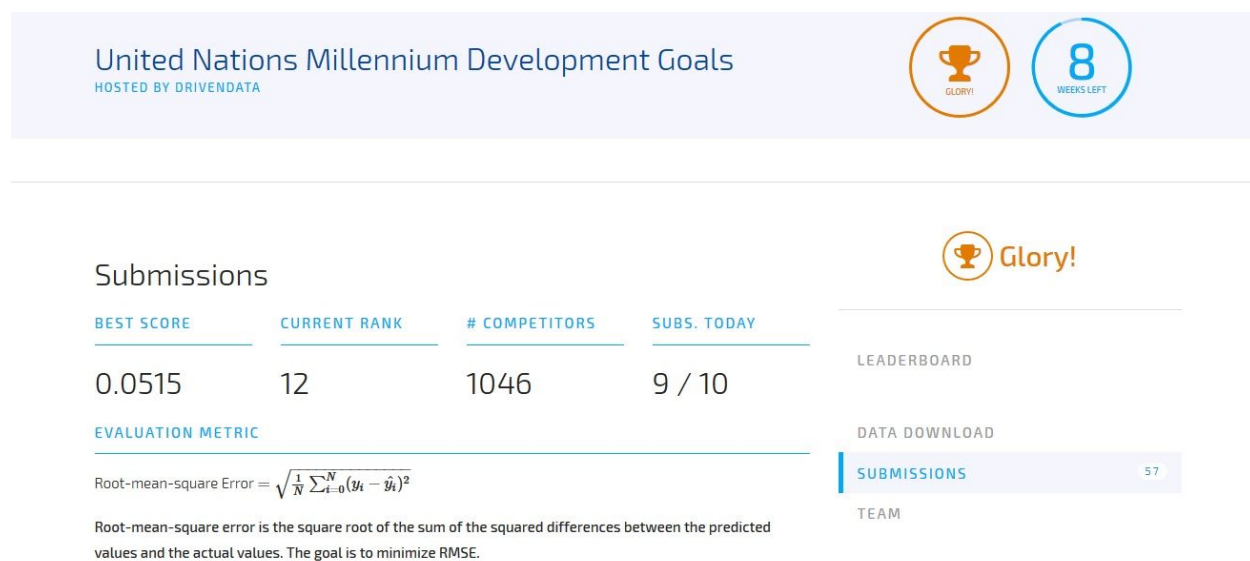 United Nations Millennium Development Goals
HOSTED BY DRIVENDATA
GLORY!
8
WEEKS LEFT
Submissions
BEST SCORE
CURRENT RANK
# COMPETITORS
SUBS. TODAY
0.0515
12
1046
9 / 10
EVALUATION METRIC
Root-mean-square Error = √(1/N ∑_{i=0}^{N} (y_i − ŷ_i)²)
Root-mean-square error is the square root of the sum of the squared differences between the predicted
values and the actual values. The goal is to minimize RMSE.
Glory!
LEADERBOARD
DATA DOWNLOAD
SUBMISSIONS 57
TEAM